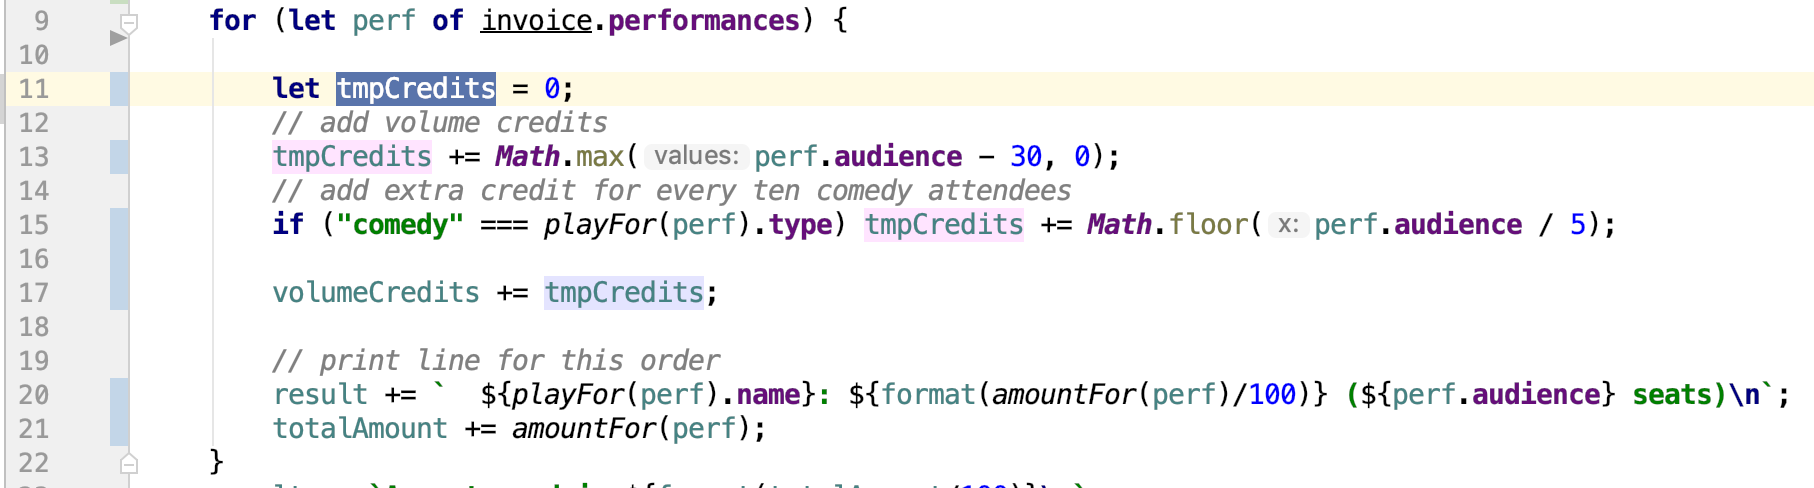 9 for (let perf of invoice.performances) {
10
11 let tmpCredits = 0;
12 // add volume credits
13 tmpCredits += Math.max( values: perf.audience - 30, 0);
14 // add extra credit for every ten comedy attendees
15 if ("comedy" === playFor(perf).type) tmpCredits += Math.floor( x: perf.audience / 5);
16
17 volumeCredits += tmpCredits;
18
19 // print line for this order
20 result += `  ${playFor(perf).name}: ${format(amountFor(perf)/100)} (${perf.audience} seats)\n`;
21 totalAmount += amountFor(perf);
22 }